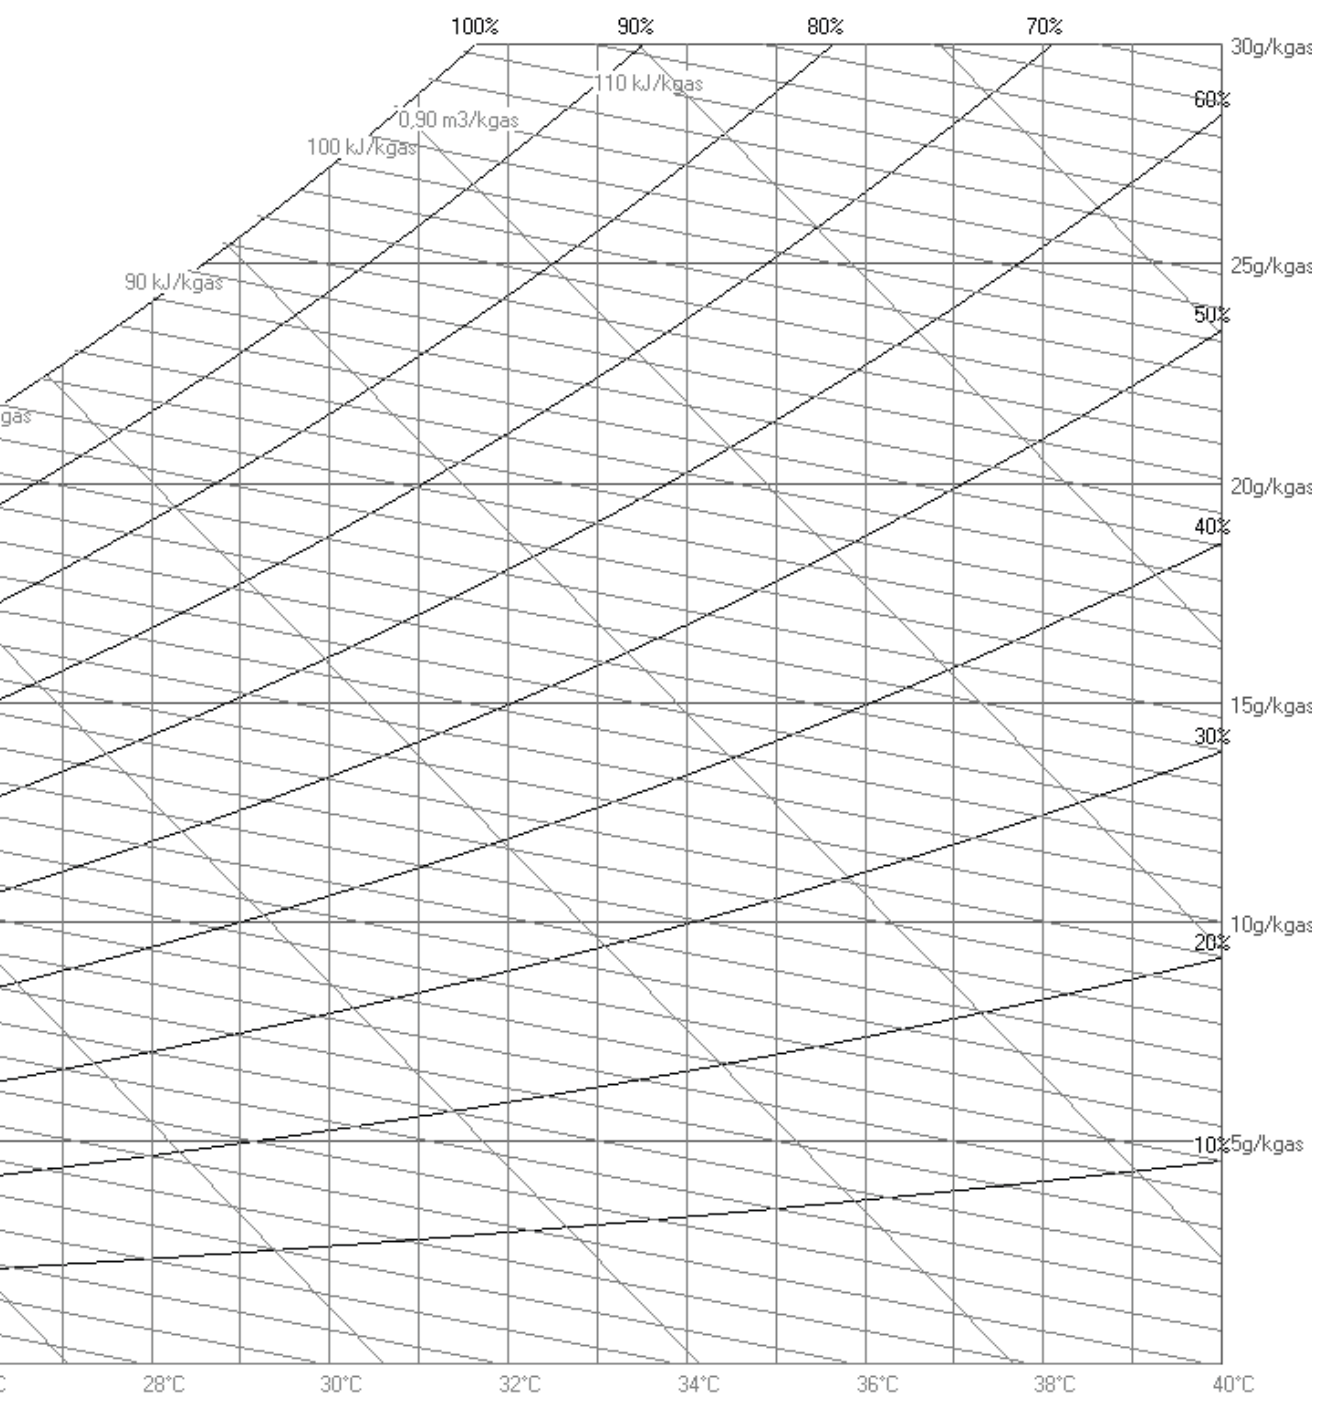 100% 90% 80% 70%
30g/kgas
110 kJ/kgas
60%
0,90 m3/kgas
100 kJ/kgas
25g/kgas
90 kJ/kgas
50%
gas
20g/kgas
40%
15g/kgas
30%
10g/kgas
20%
10% 5g/kgas
C 28°C 30°C 32°C 34°C 36°C 38°C 40°C